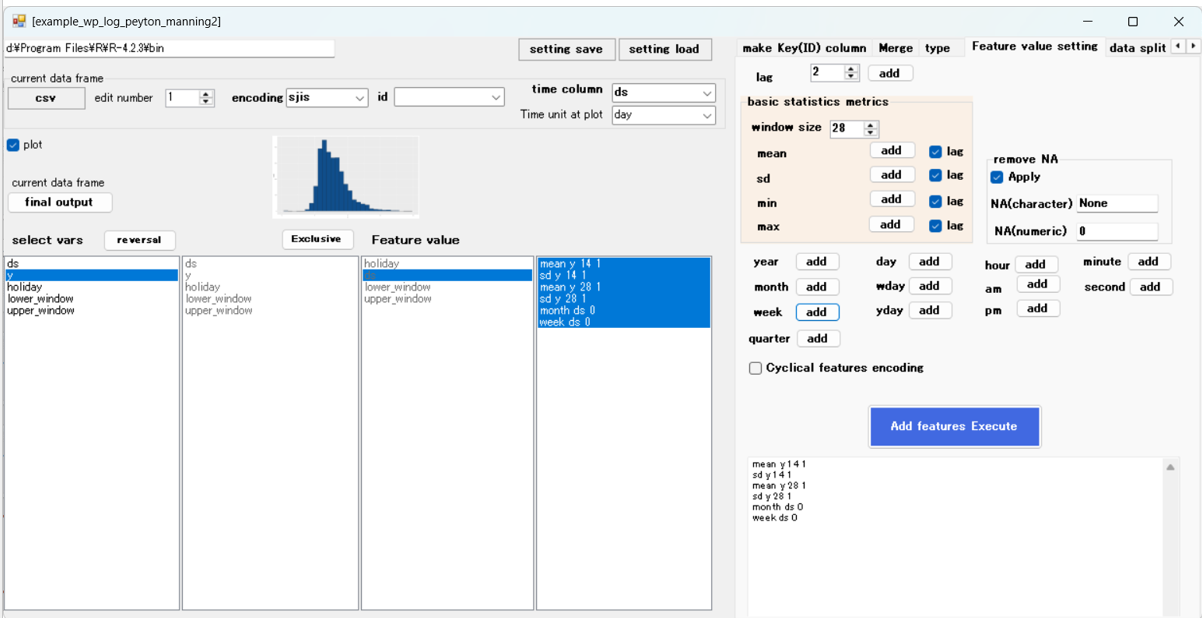 [example_wp_log_peyton_manning2]
d:¥Program Files¥R¥R-4.2.3¥bin
setting save
setting load
current data frame
csv
edit number
1
encoding
sjis
id
time column
ds
Time unit at plot
day
plot
current data frame
final output
select vars
reversal
Exclusive
Feature value
ds
y
holiday
lower_window
upper_window
ds
y
holiday
lower_window
upper_window
holiday
ds
lower_window
upper_window
mean y 14 1
sd y 14 1
mean y 28 1
sd y 28 1
month ds 0
week ds 0
make Key(ID) column
Merge
type
Feature value setting
data split
lag
2
add
basic statistics metrics
window size
28
mean
add
lag
sd
add
lag
min
add
lag
max
add
lag
remove NA
Apply
NA(character)
None
NA(numeric)
0
year
add
day
add
hour
add
minute
add
month
add
wday
add
am
add
second
add
week
add
yday
add
pm
add
quarter
add
Cyclical features encoding
Add features Execute
mean y 14 1
sd y 14 1
mean y 28 1
sd y 28 1
month ds 0
week ds 0